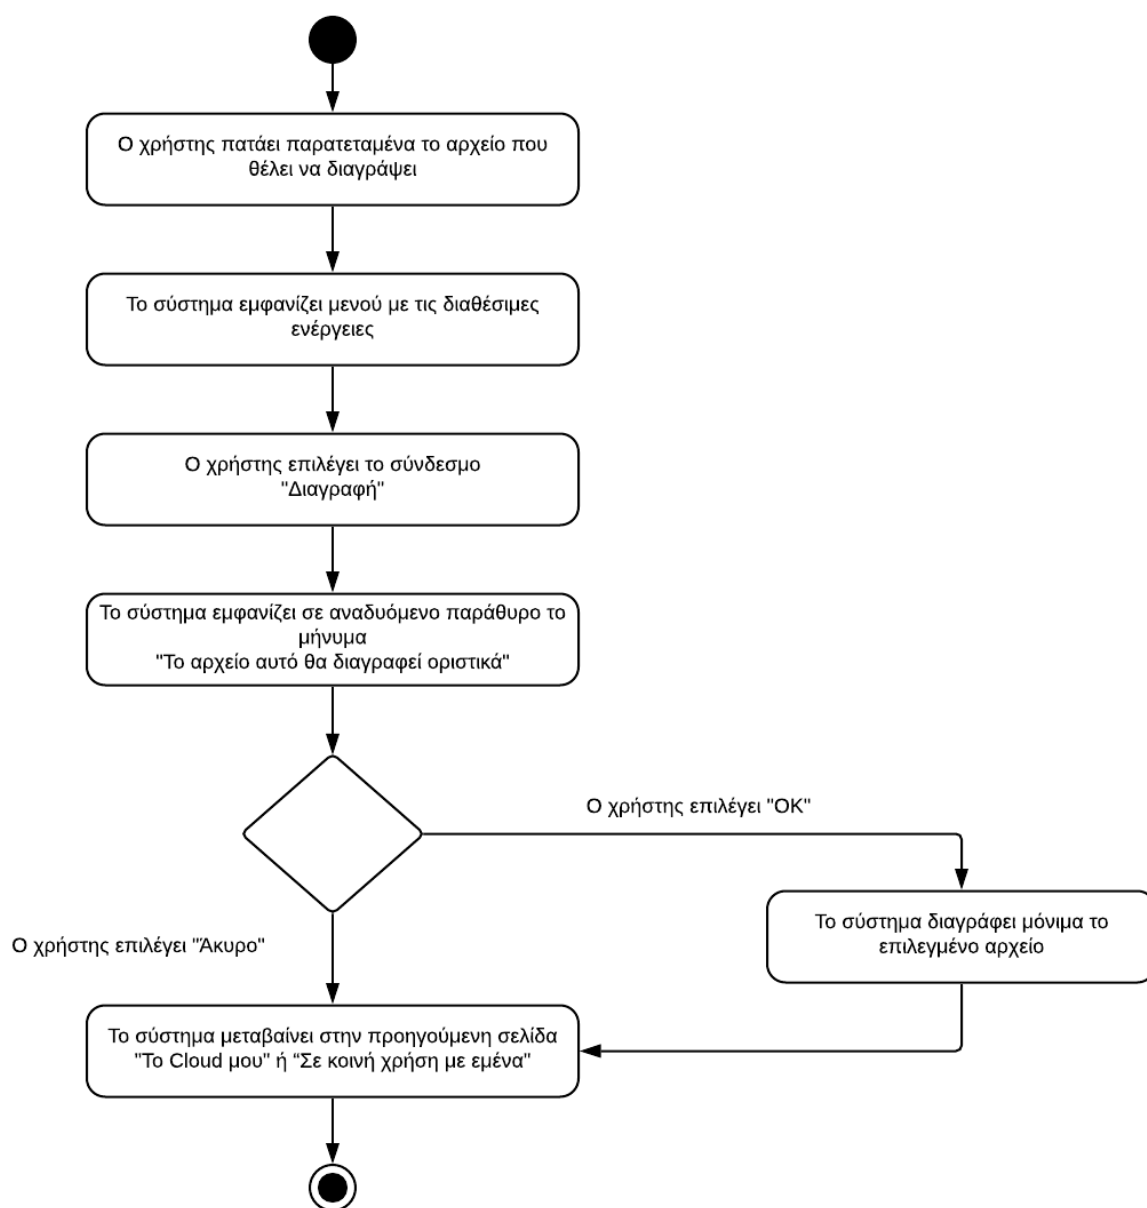 Ο χρήστης πατάει παρατεταμένα το αρχείο που
θέλει να διαγράψει
Το σύστημα εμφανίζει μενού με τις διαθέσιμες
ενέργειες
Ο χρήστης επιλέγει το σύνδεσμο
"Διαγραφή"
Το σύστημα εμφανίζει σε αναδυόμενο παράθυρο το
μήνυμα
"Το αρχείο αυτό θα διαγραφεί οριστικά"
Ο χρήστης επιλέγει "ΟΚ"
Το σύστημα διαγράφει μόνιμα το
επιλεγμένο αρχείο
Ο χρήστης επιλέγει "Άκυρο"
Το σύστημα μεταβαίνει στην προηγούμενη σελίδα
"Το Cloud μου" ή “Σε κοινή χρήση με εμένα"